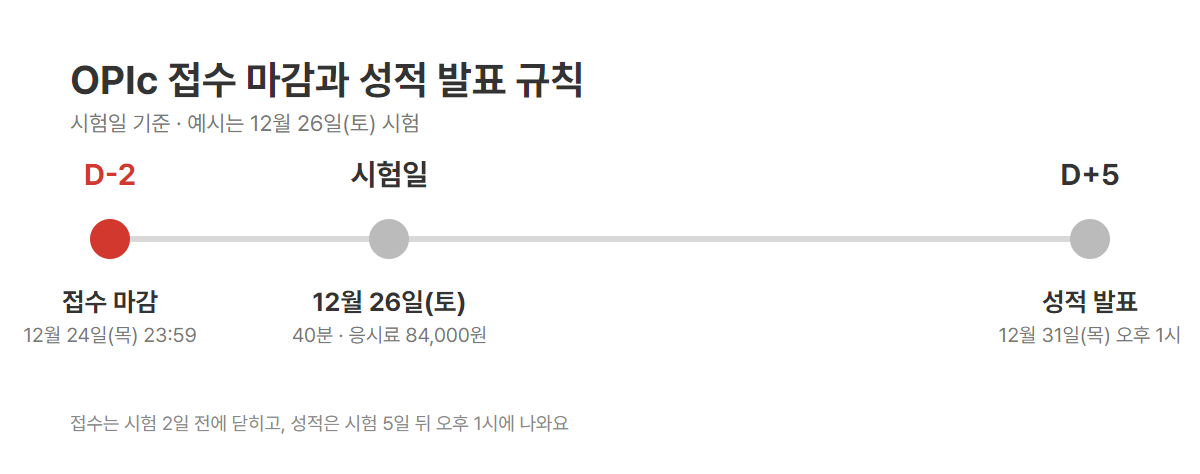 OPIc 접수 마감과 성적 발표 규칙
시험일 기준 · 예시는 12월 26일(토) 시험
D-2
시험일
D+5
접수 마감
12월 26일(토)
성적 발표
12월 24일(목) 23:59
40분 · 응시료 84,000원
12월 31일(목) 오후 1시
접수는 시험 2일 전에 닫히고, 성적은 시험 5일 뒤 오후 1시에 나와요